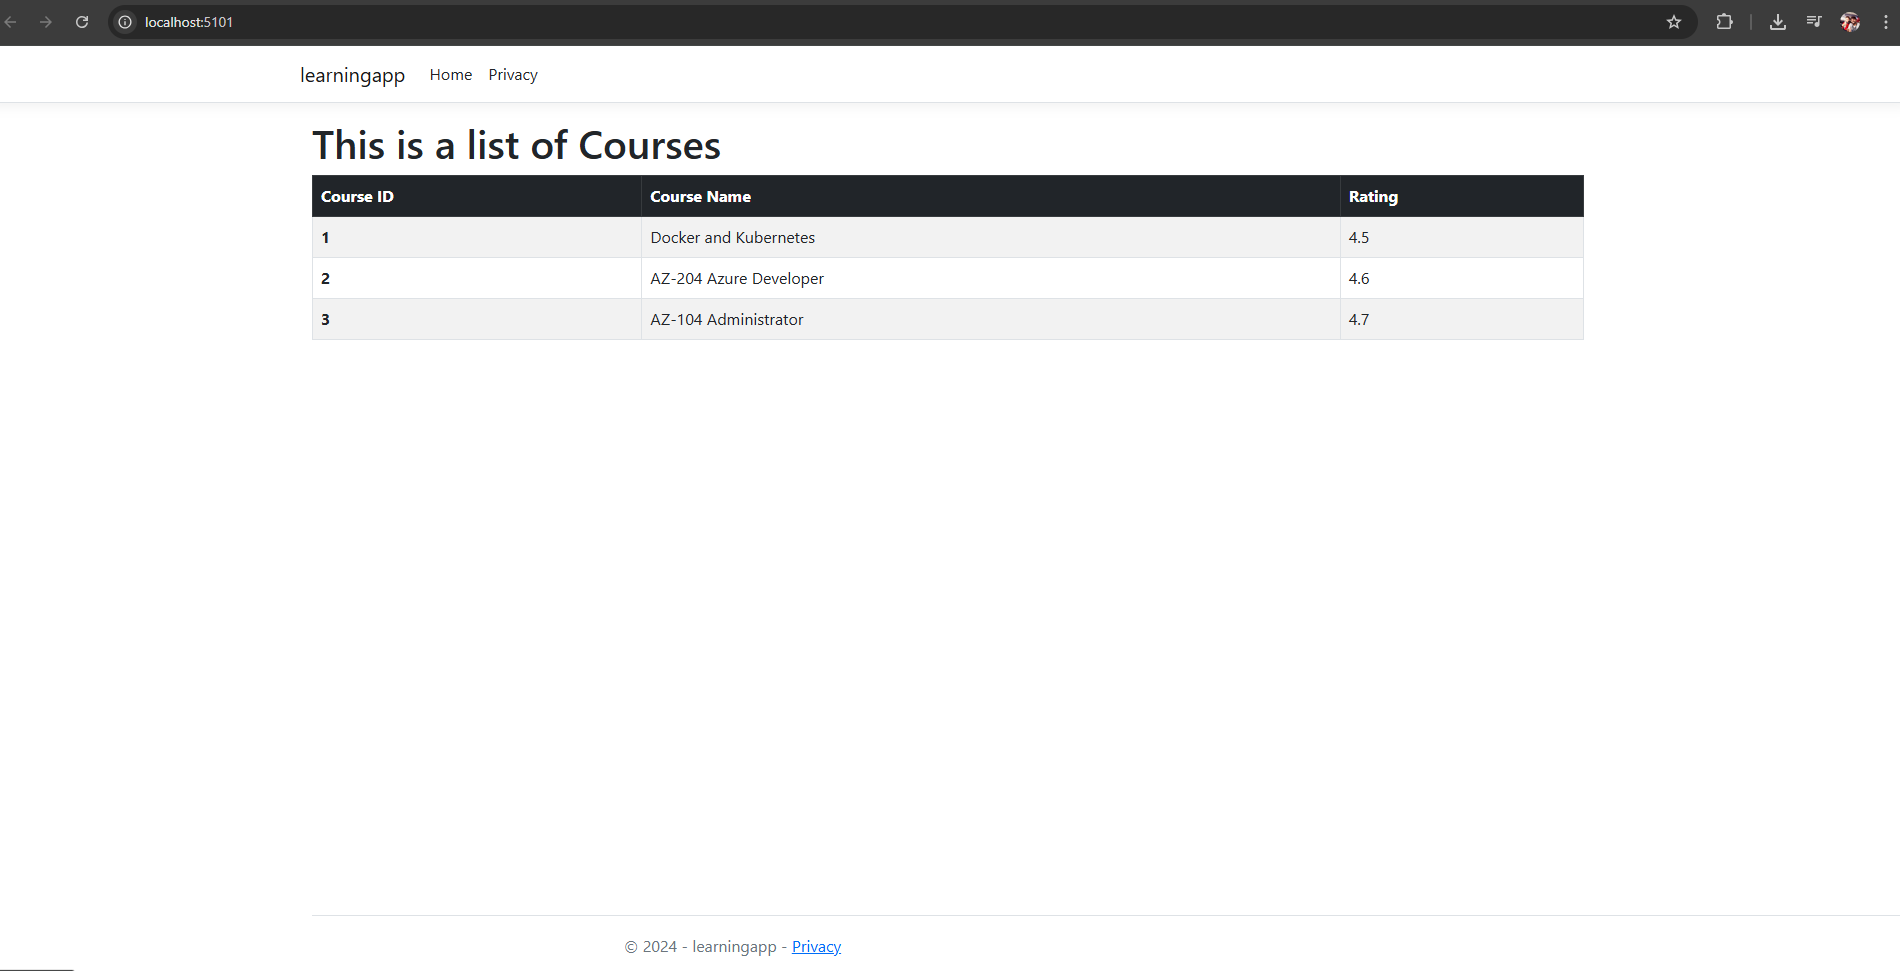 localhost:5101
learningapp Home Privacy
This is a list of Courses
Course ID Course Name Rating
1 Docker and Kubernetes 4.5
2 AZ-204 Azure Developer 4.6
3 AZ-104 Administrator 4.7
© 2024 - learningapp - Privacy